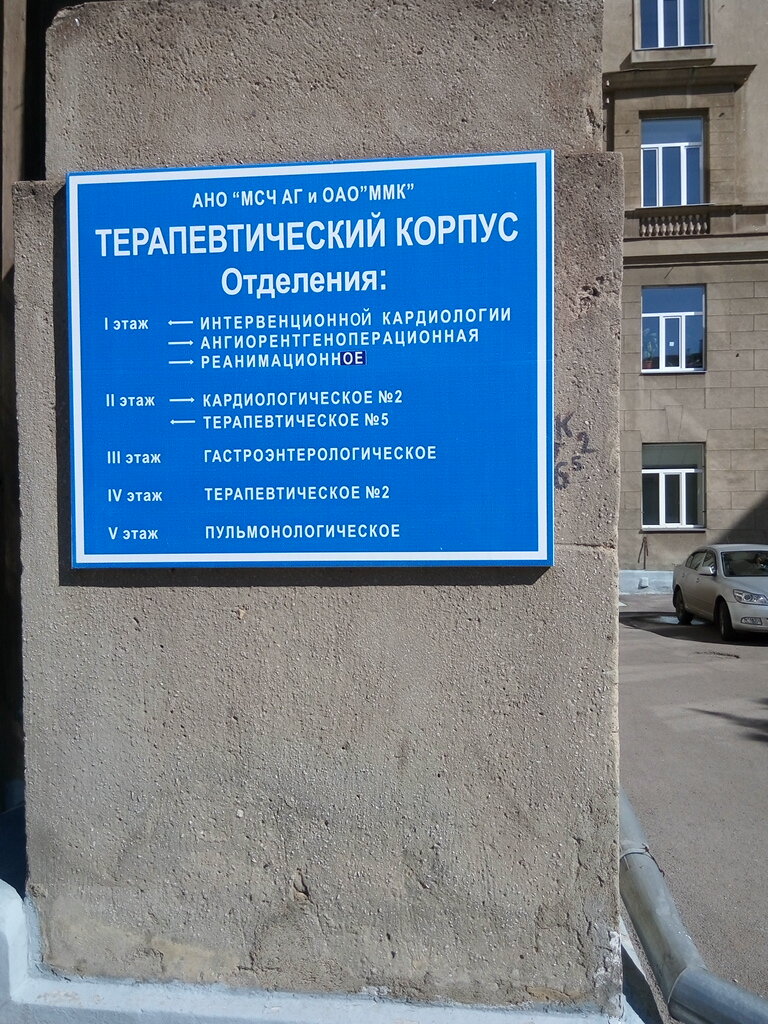 АНО "МСЧ АГ и ОАО"ММК"
ТЕРАПЕВТИЧЕСКИЙ КОРПУС
Отделения:
I этаж ← ИНТЕРВЕНЦИОННОЙ КАРДИОЛОГИИ
→ АНГИОРЕНТГЕНОПЕРАЦИОННАЯ
→ РЕАНИМАЦИОННОЕ
II этаж → КАРДИОЛОГИЧЕСКОЕ №2
← ТЕРАПЕВТИЧЕСКОЕ №5
III этаж ГАСТРОЭНТЕРОЛОГИЧЕСКОЕ
IV этаж ТЕРАПЕВТИЧЕСКОЕ №2
V этаж ПУЛЬМОНОЛОГИЧЕСКОЕ